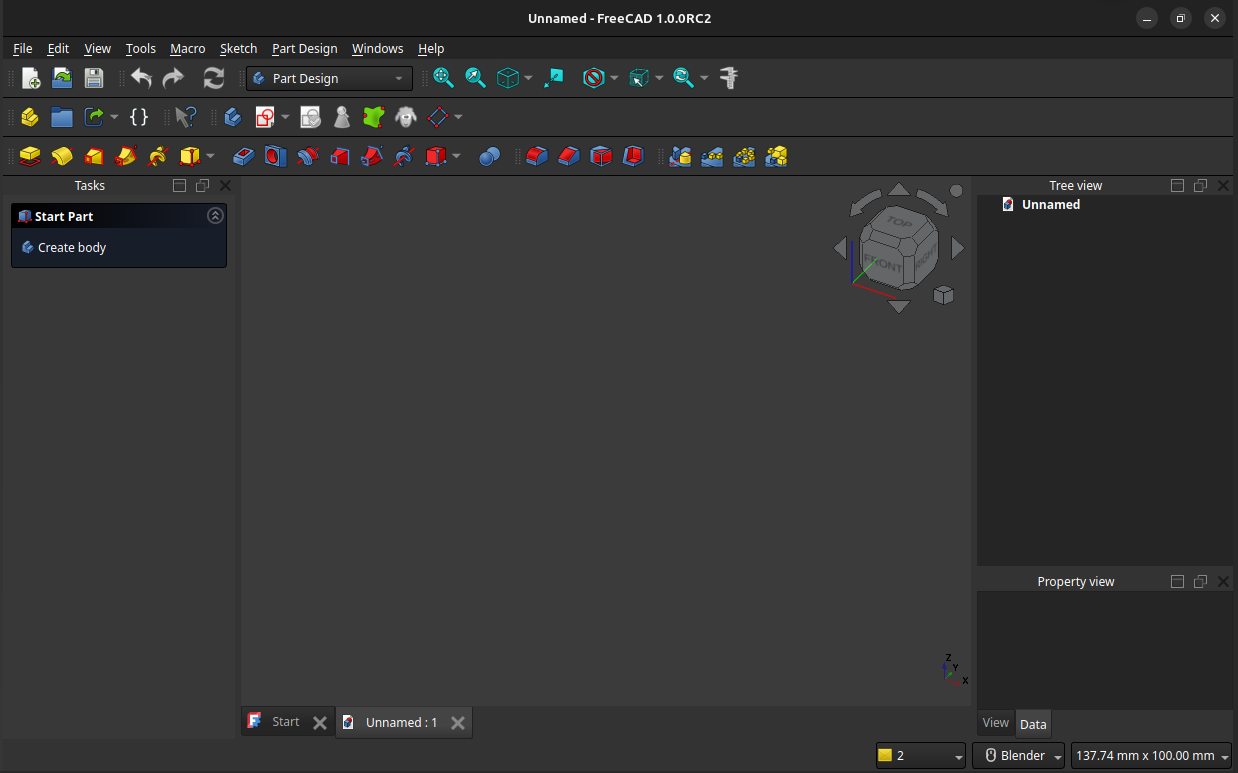 Unnamed - FreeCAD 1.0.0RC2
File Edit View Tools Macro Sketch Part Design Windows Help
Part Design
{}
Tasks
Start Part
Create body
TOP
FRONT
RIGHT
Z
Y
X
Tree view
Unnamed
Property view
View Data
Start
Unnamed : 1
2
Blender
137.74 mm x 100.00 mm